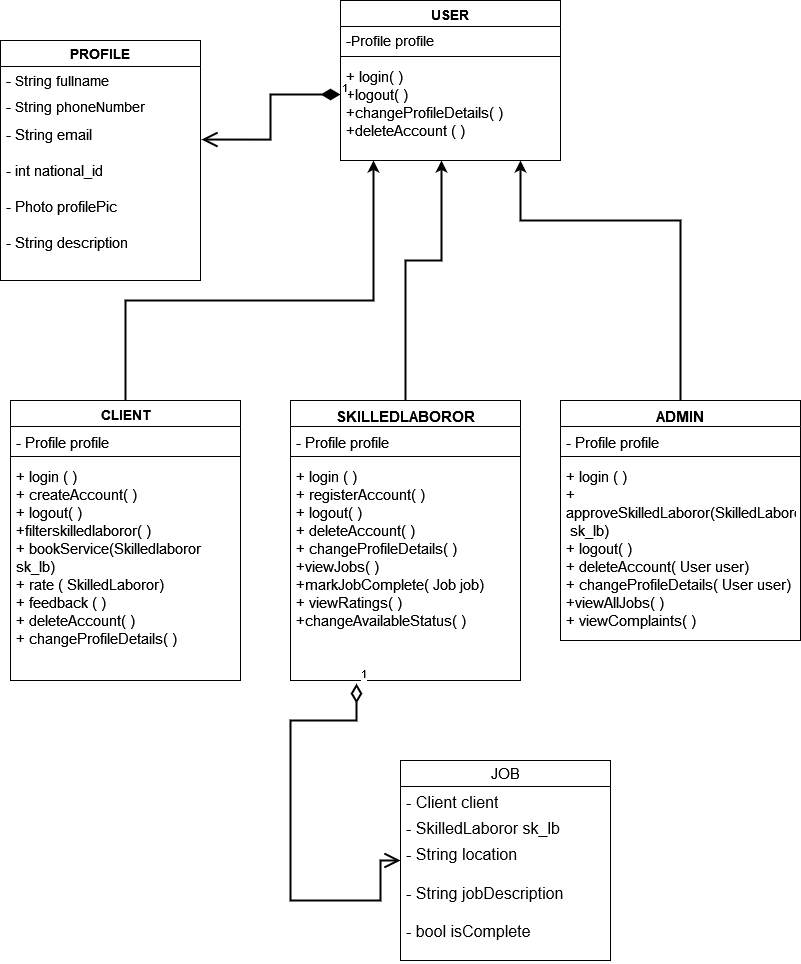 USER
-Profile profile
+ login( )
+logout( )
+changeProfileDetails( )
+deleteAccount ( )
1
PROFILE
- String fullname
- String phoneNumber
- String email
- int national_id
- Photo profilePic
- String description
CLIENT
- Profile profile
+ login ( )
+ createAccount( )
+ logout( )
+filterskilledlaboror( )
+ bookService(Skilledlaboror
sk_lb)
+ rate ( SkilledLaboror)
+ feedback ( )
+ deleteAccount( )
+ changeProfileDetails( )
SKILLEDLABOROR
- Profile profile
+ login ( )
+ registerAccount( )
+ logout( )
+ deleteAccount( )
+ changeProfileDetails( )
+viewJobs( )
+markJobComplete( Job job)
+ viewRatings( )
+changeAvailableStatus( )
1
ADMIN
- Profile profile
+ login ( )
+
approveSkilledLaboror(SkilledLabor
sk_lb)
+ logout( )
+ deleteAccount( User user)
+ changeProfileDetails( User user)
+viewAllJobs( )
+ viewComplaints( )
JOB
- Client client
- SkilledLaboror sk_lb
- String location
- String jobDescription
- bool isComplete